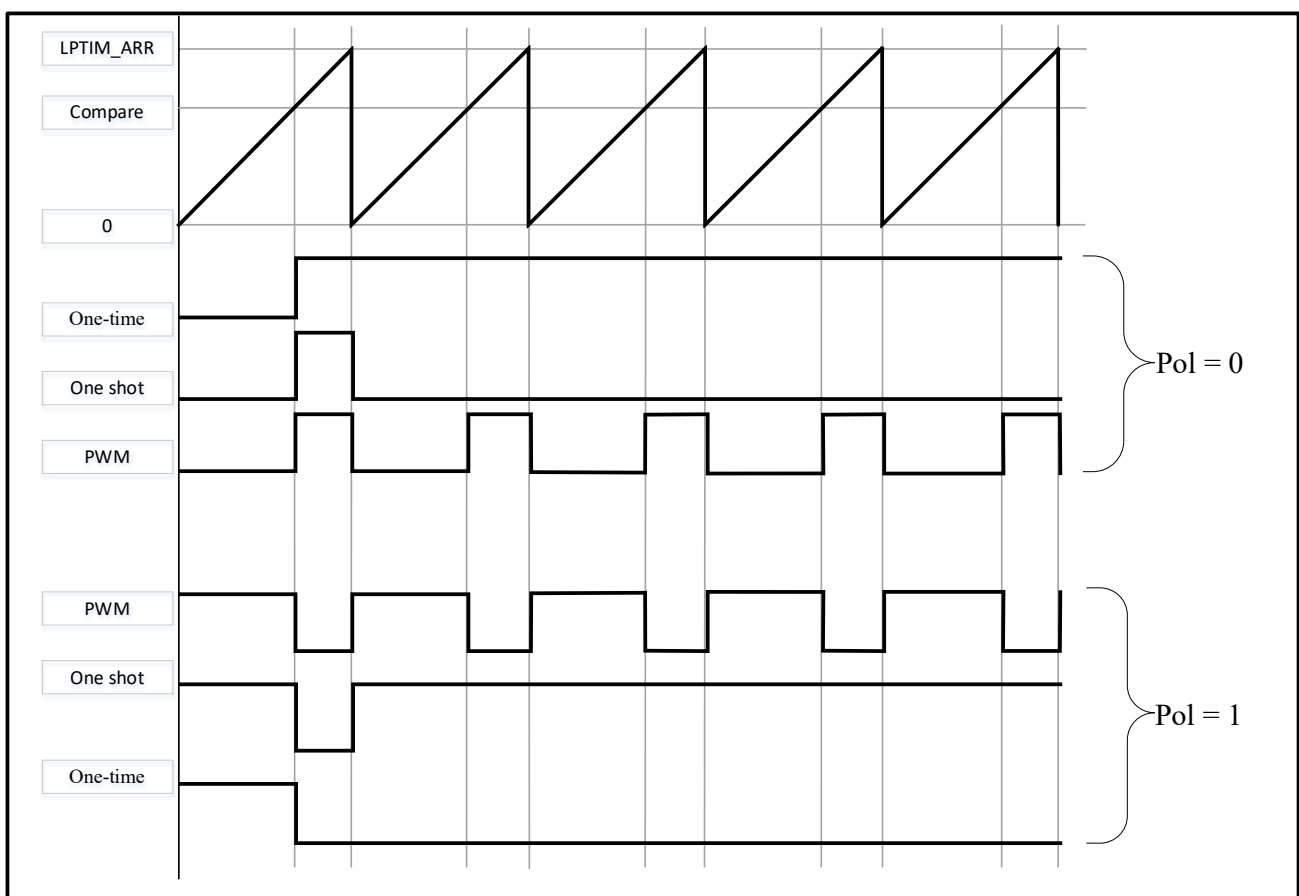 LPTIM_ARR
Compare
0
One-time
One shot
PWM
Pol = 0
PWM
One shot
One-time
Pol = 1